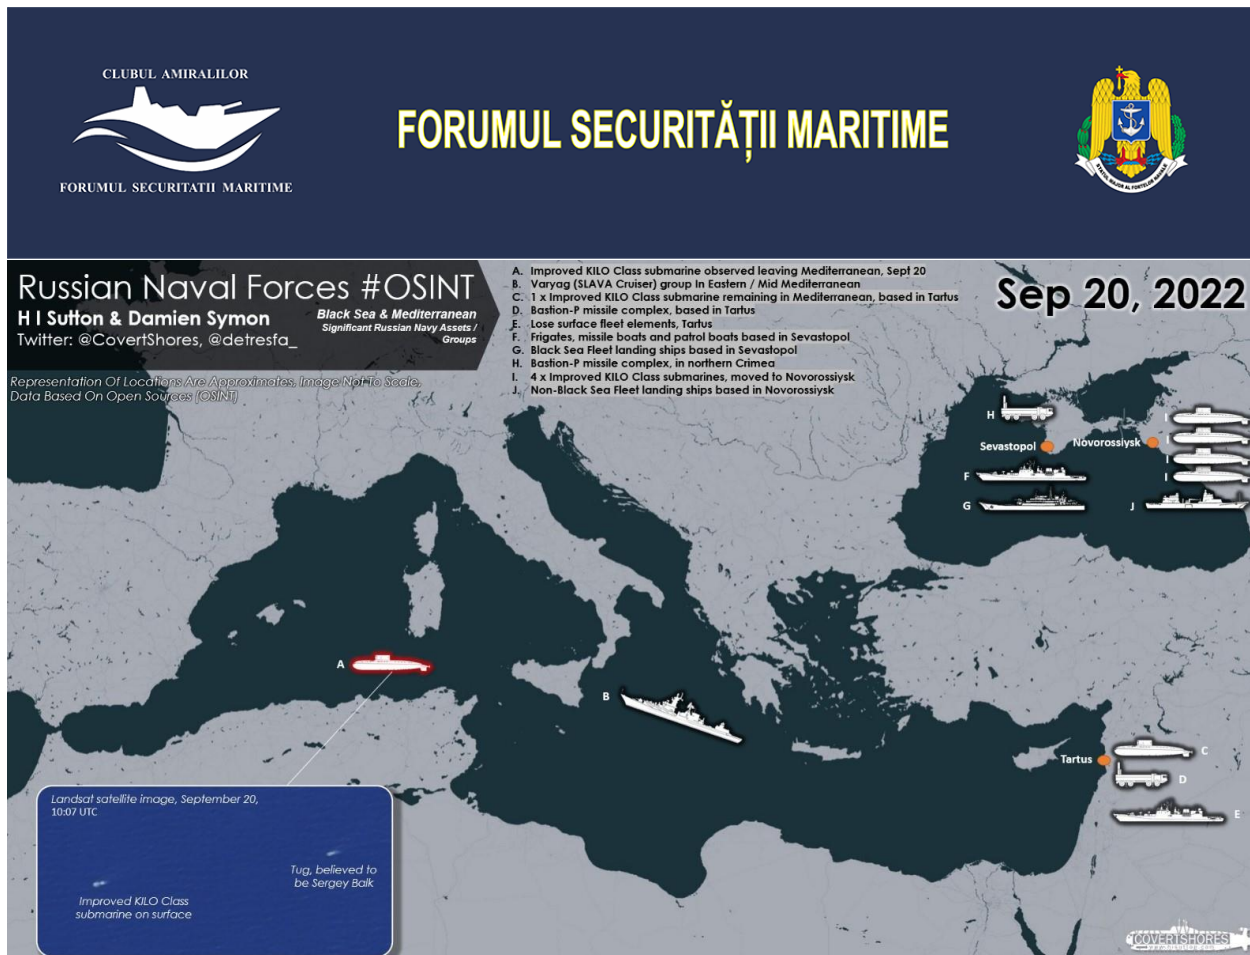 CLUBUL AMIRALILOR
FORUMUL SECURITATII MARITIME
FORUMUL SECURITĂȚII MARITIME
STATUL MAJOR AL FORȚELOR NAVALE
Russian Naval Forces #OSINT
H I Sutton & Damien Symon
Twitter: @CovertShores, @detresfa_
Black Sea & Mediterranean
Significant Russian Navy Assets /
Groups
Representation Of Locations Are Approximates, Image Not To Scale,
Data Based On Open Sources (OSINT)
A. Improved KILO Class submarine observed leaving Mediterranean, Sept 20
B. Varyag (SLAVA Cruiser) group In Eastern / Mid Mediterranean
C. 1 x Improved KILO Class submarine remaining in Mediterranean, based in Tartus
D. Bastion-P missile complex, based in Tartus
E. Lose surface fleet elements, Tartus
F. Frigates, missile boats and patrol boats based in Sevastopol
G. Black Sea Fleet landing ships based in Sevastopol
H. Bastion-P missile complex, in northern Crimea
I. 4 x Improved KILO Class submarines, moved to Novorossiysk
J. Non-Black Sea Fleet landing ships based in Novorossiysk
Sep 20, 2022
H
I
Sevastopol
Novorossiysk
I
I
F
I
G
J
A
B
Tartus
C
D
E
Landsat satellite image, September 20,
10:07 UTC
Tug, believed to
be Sergey Balk
Improved KILO Class
submarine on surface
COVERTSHORES